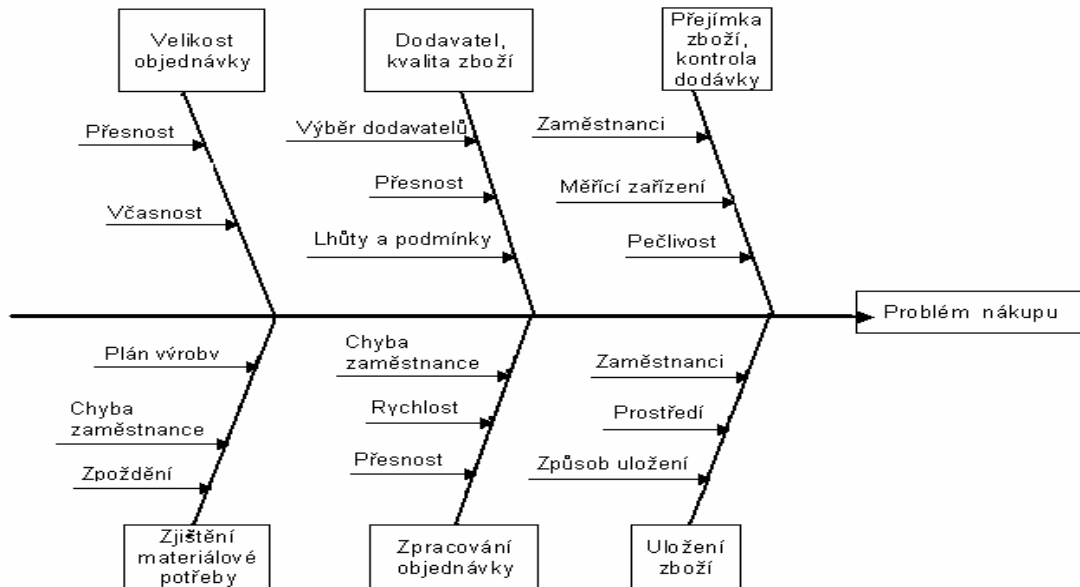 Velikost
objednávky
Dodavatel,
kvalita zboží
Přejímka
zboží,
kontrola
dodávky
Přesnost
Včasnost
Výběr dodavatelů
Přesnost
Lhůty a podmínky
Zaměstnanci
Měřící zařízení
Pečlivost
Problém nákupu
Plán výroby
Chyba
zaměstnance
Zpoždění
Chyba
zaměstnance
Rychlost
Přesnost
Zaměstnanci
Prostředí
Způsob uložení
Zjištění
materiálové
potřeby
Zpracování
objednávky
Uložení
zboží